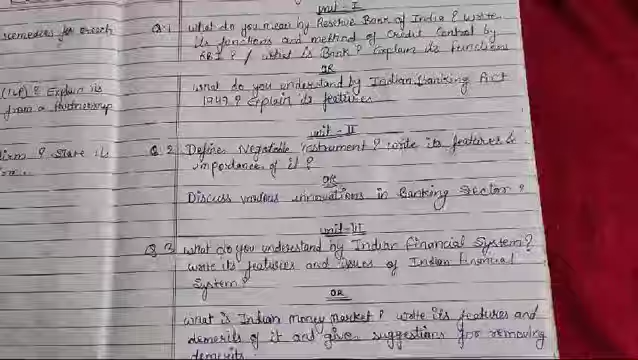 unit - I
remedies for breach
Q.1 what do you mean by Reserve Bank of India ? write
its functions and method of Credit Control by
RBI ? / what is Bank ? Explain its functions
OR
(LLP) ? Explain its
from a Partnership
what do you understand by Indian Banking Act
1949 ? Explain its features
unit - II
firm ? State its
Q 2 Define Negotiable instrument ? write its features &
importance of it ?
OR
Discuss various innovations in Banking Sector ?
unit - III
Q 3 what do you understand by Indian Financial System ?
write its features and issues of Indian Financial
System ?
OR
what is Indian money market ? write its features and
demerits of it and give suggestions for removing
demerits